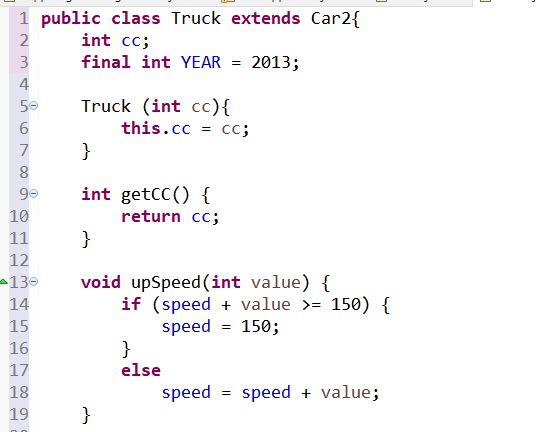 1 public class Truck extends Car2{
2     int cc;
3     final int YEAR = 2013;
4
5     Truck (int cc){
6         this.cc = cc;
7     }
8
9     int getCC() {
10         return cc;
11     }
12
13     void upSpeed(int value) {
14         if (speed + value >= 150) {
15             speed = 150;
16         }
17         else
18             speed = speed + value;
19     }